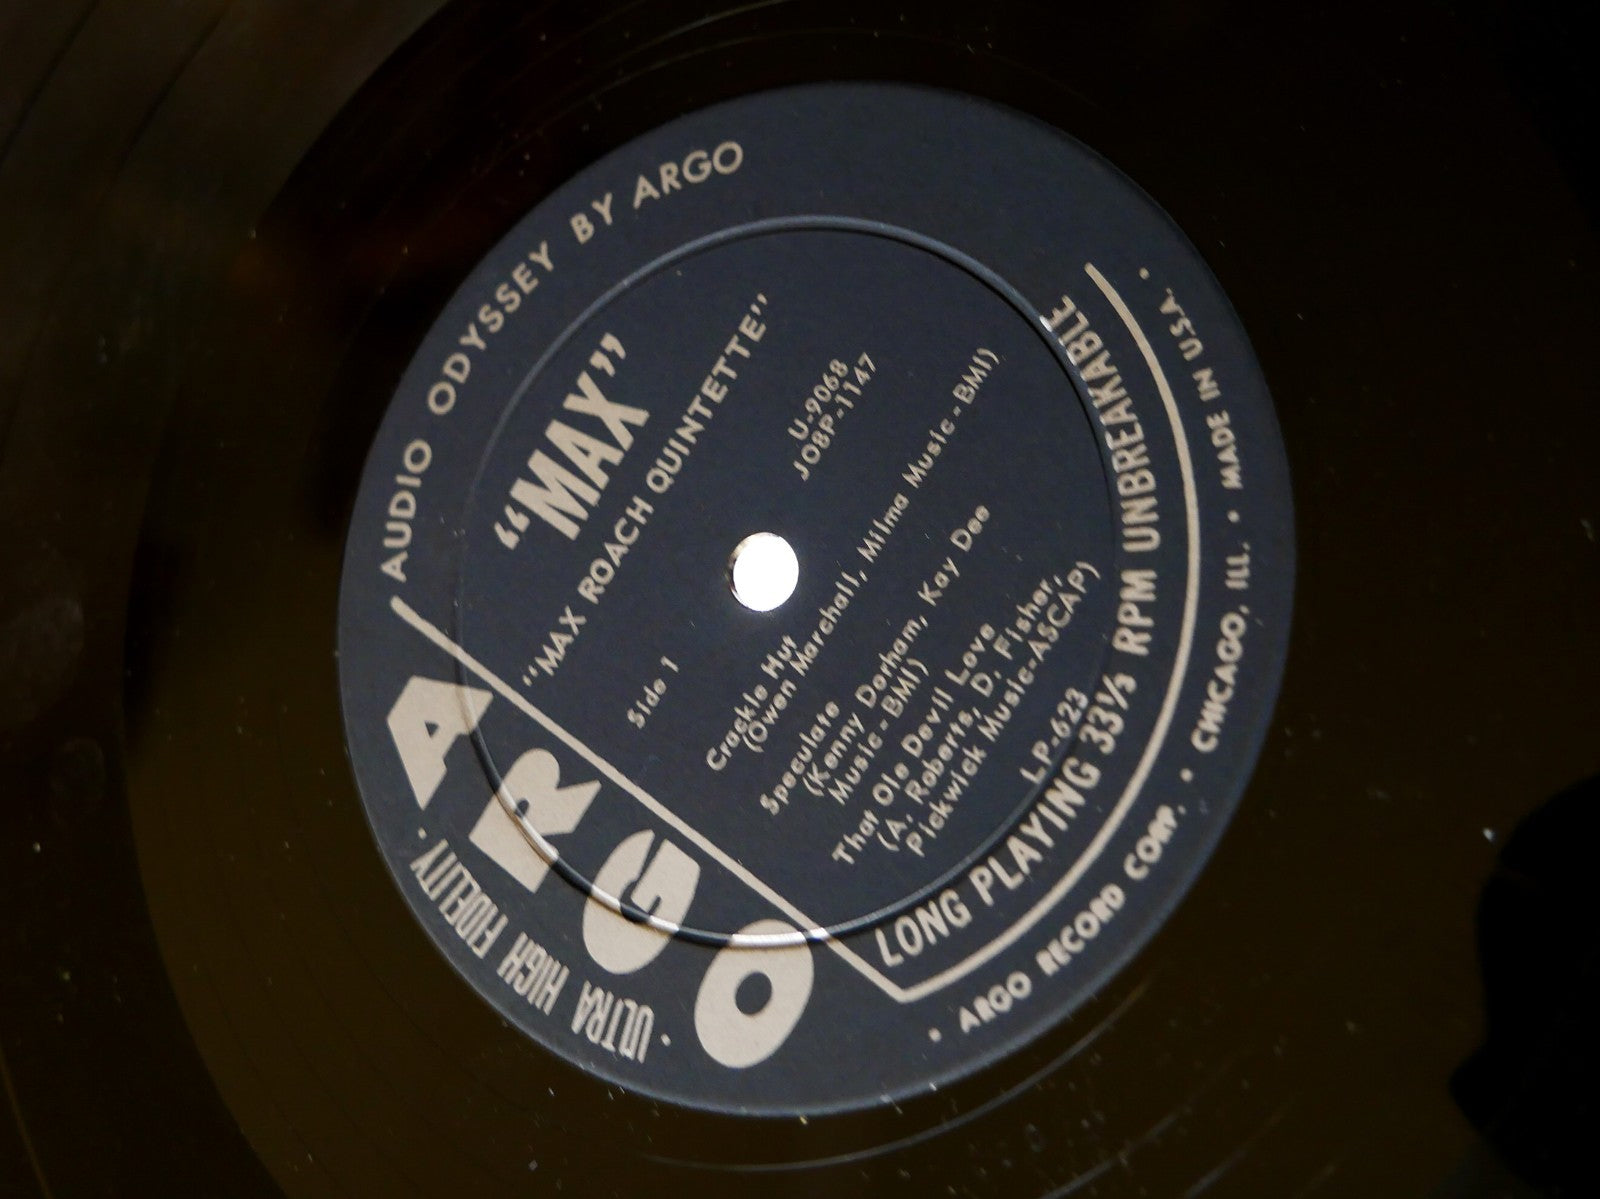 AUDIO ODYSSEY BY ARGO
“MAX”
"MAX ROACH QUINTETTE"
U-9068
JO8P-1147
Side 1
Crackle Hut
(Owen Marchall, Milma Music-BMI)
Speculate
(Kenny Dorham, Kay Dee
Music-BMI)
That Ole Devil Love
(A. Roberts, D. Fisher,
Pickwick Music-ASCAP)
LP-623
LONG PLAYING 33⅓ RPM UNBREAKABLE
ARGO
• ULTRA HIGH FIDELITY •
• ARGO RECORD CORP. • CHICAGO, ILL. • MADE IN U.S.A. •